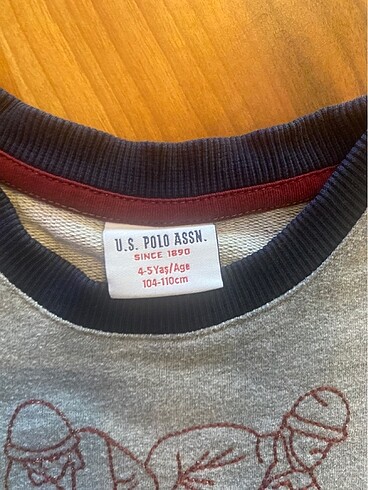 U.S. POLO ASSN.
SINCE 1890
4-5 Yaş/Age
104-110cm